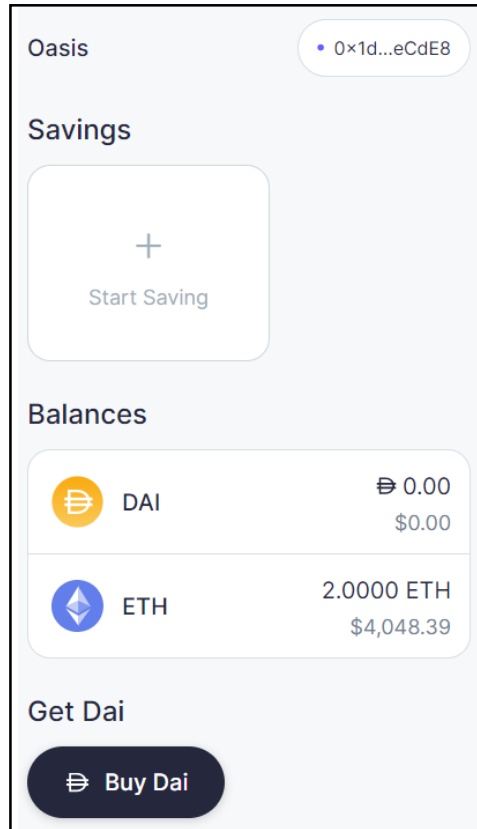 Oasis
0×1d...eCdE8
Savings
+
Start Saving
Balances
DAI
0.00
$0.00
ETH
2.0000 ETH
$4,048.39
Get Dai
Buy Dai